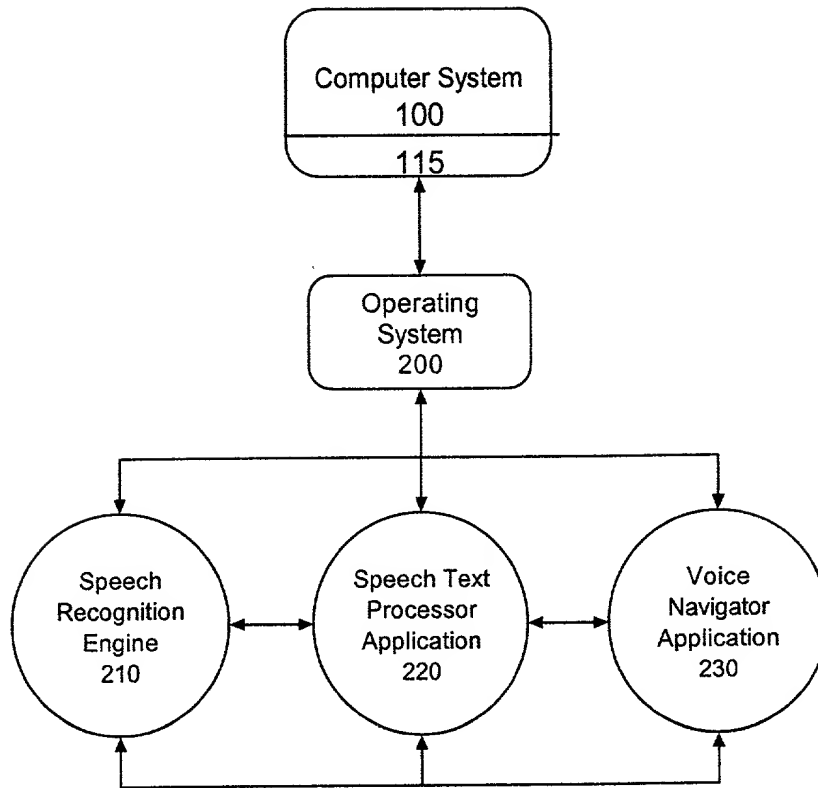 Computer System
100
115
Operating
System
200
Speech
Recognition
Engine
210
Speech Text
Processor
Application
220
Voice
Navigator
Application
230